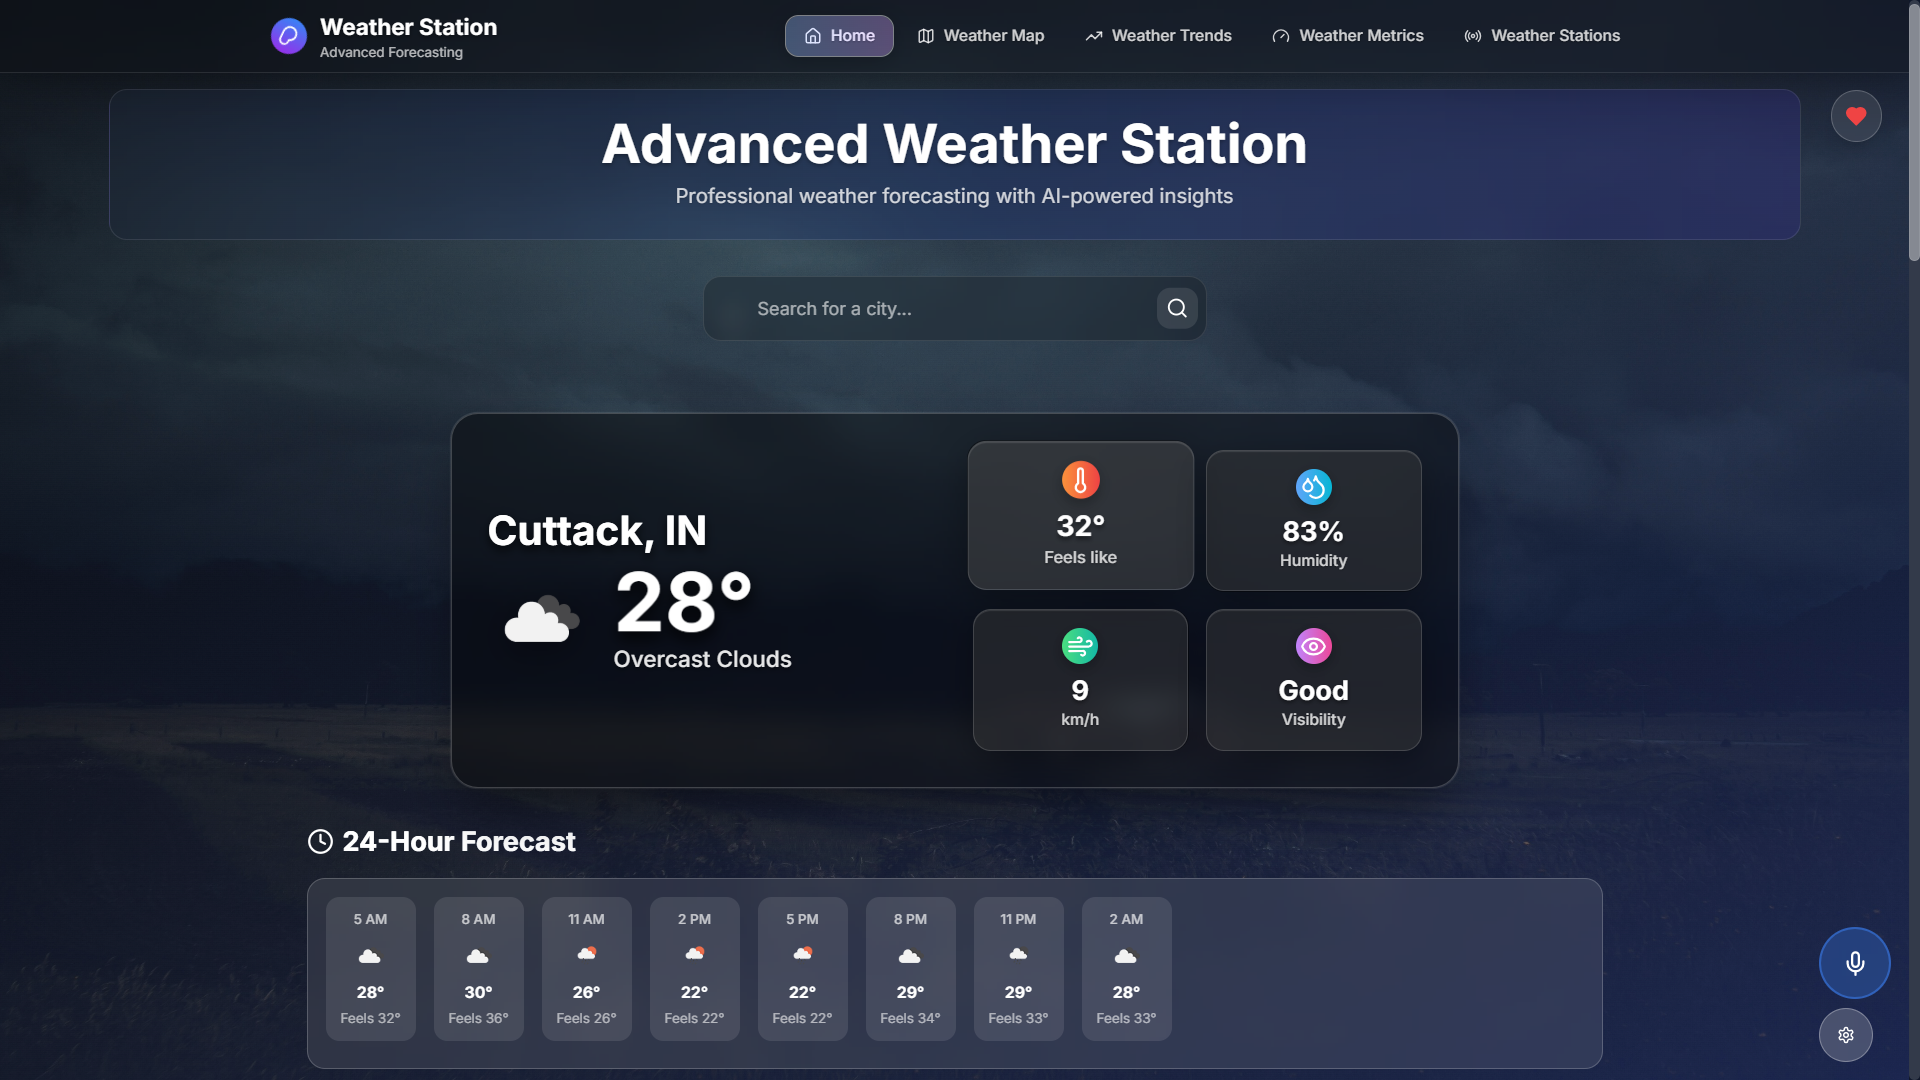 Weather Station
Advanced Forecasting
Home
Weather Map
Weather Trends
Weather Metrics
Weather Stations
Advanced Weather Station
Professional weather forecasting with AI-powered insights
Search for a city...
Cuttack, IN
28°
Overcast Clouds
32°
Feels like
83%
Humidity
9
km/h
Good
Visibility
24-Hour Forecast
5 AM
28°
Feels 32°
8 AM
30°
Feels 36°
11 AM
26°
Feels 26°
2 PM
22°
Feels 22°
5 PM
22°
Feels 22°
8 PM
29°
Feels 34°
11 PM
29°
Feels 33°
2 AM
28°
Feels 33°